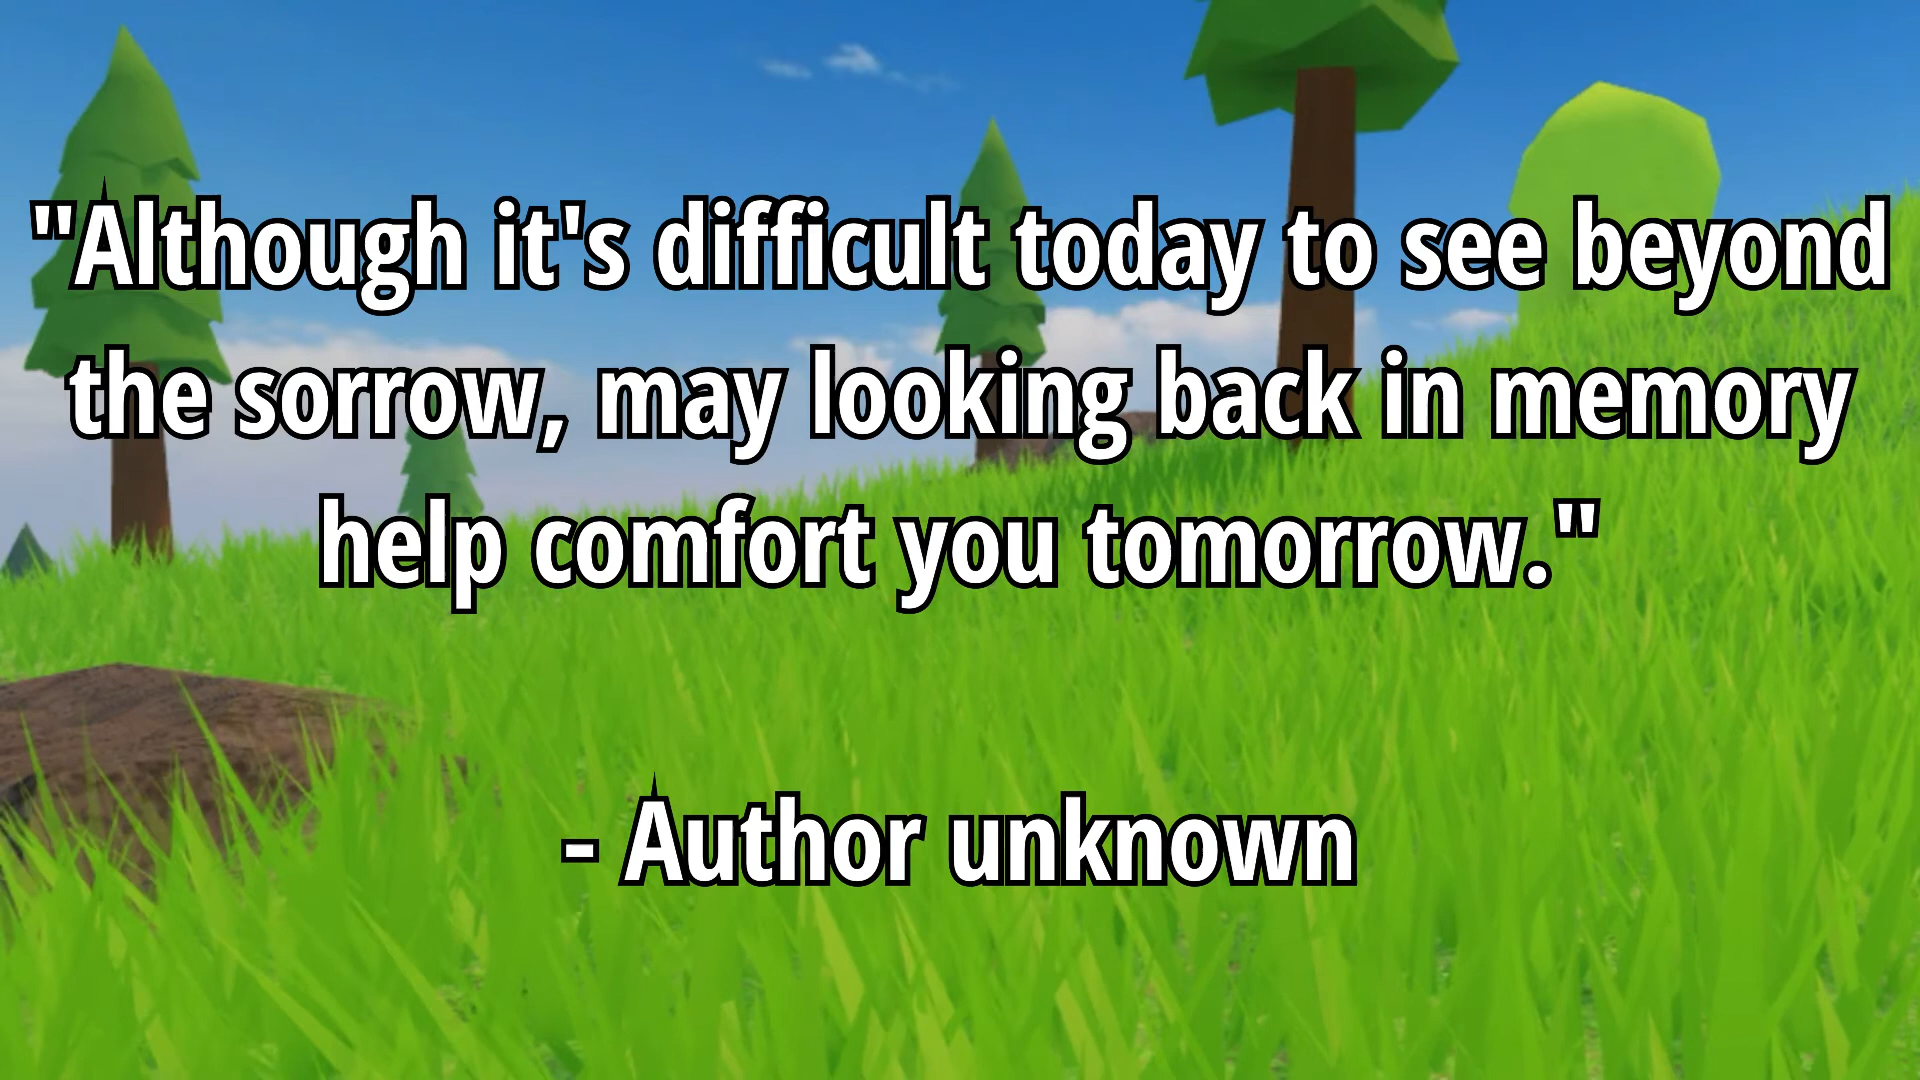 "Although it's difficult today to see beyond
the sorrow, may looking back in memory
help comfort you tomorrow."
- Author unknown